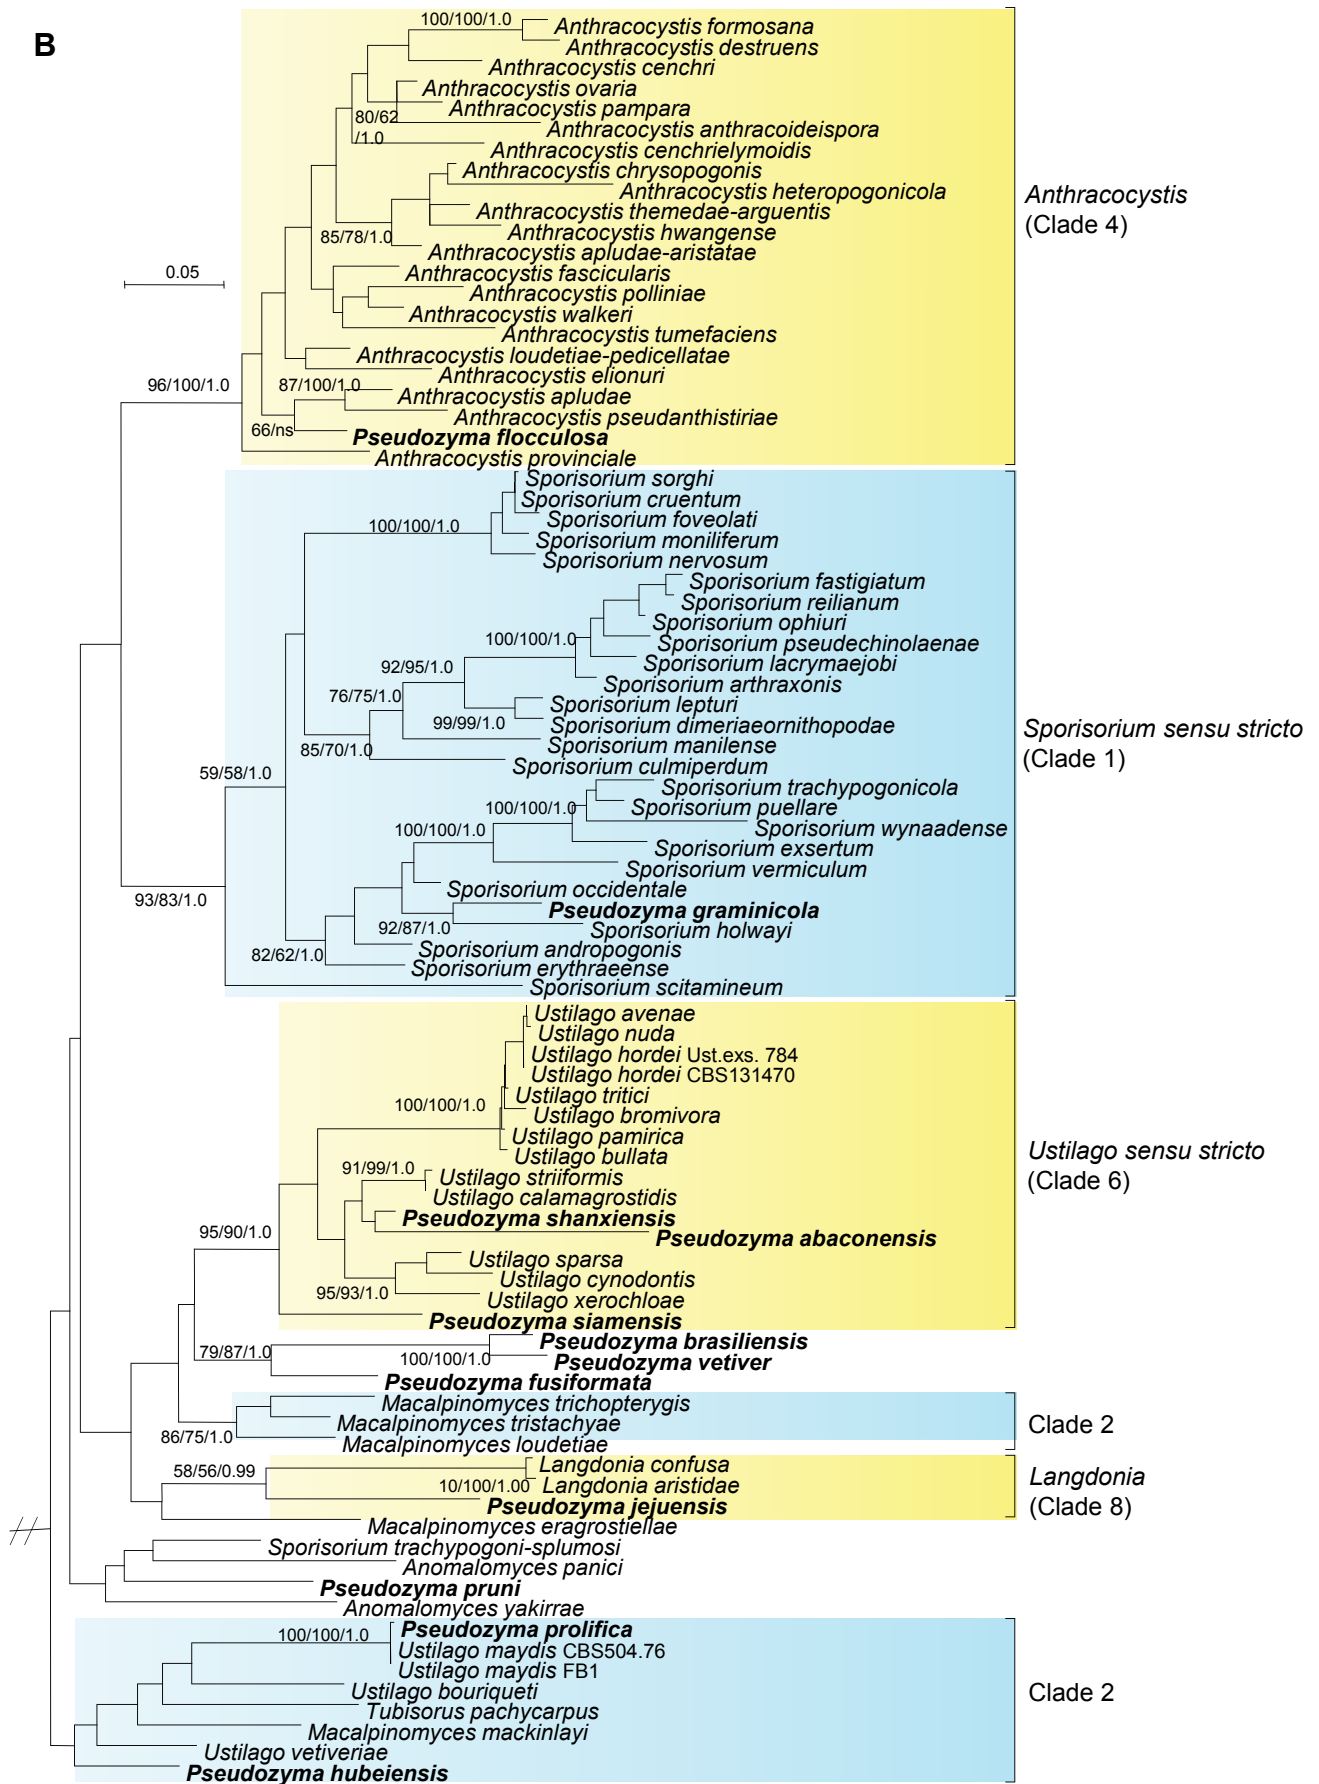 B
100/100/1.0
Anthracocystis formosana
Anthracocystis destruens
Anthracocystis cenchri
Anthracocystis ovaria
Anthracocystis pampara
80/62
/1.0
Anthracocystis anthracoideispora
Anthracocystis cenchrielymoidis
Anthracocystis chrysopogonis
Anthracocystis heteropogonicola
Anthracocystis themedae-arguentis
Anthracocystis hwangense
85/78/1.0
Anthracocystis apludae-aristatae
Anthracocystis
(Clade 4)
0.05
Anthracocystis fascicularis
Anthracocystis polliniae
Anthracocystis walkeri
Anthracocystis tumefaciens
Anthracocystis loudetiae-pedicellatae
Anthracocystis elionuri
96/100/1.0
87/100/1.0
Anthracocystis apludae
Anthracocystis pseudanthistiriae
66/ns
Pseudozyma flocculosa
Anthracocystis provinciale
Sporisorium sorghi
Sporisorium cruentum
100/100/1.0
Sporisorium foveolati
Sporisorium moniliferum
Sporisorium nervosum
Sporisorium fastigiatum
Sporisorium reilianum
Sporisorium ophiuri
100/100/1.0
Sporisorium pseudechinolaenae
92/95/1.0
Sporisorium lacrymaejobi
Sporisorium arthraxonis
76/75/1.0
Sporisorium lepturi
99/99/1.0
Sporisorium dimeriaeornithopodae
85/70/1.0
Sporisorium manilense
Sporisorium culmiperdum
Sporisorium sensu stricto
(Clade 1)
59/58/1.0
Sporisorium trachypogonicola
100/100/1.0
Sporisorium puellare
100/100/1.0
Sporisorium wynaadense
Sporisorium exsertum
Sporisorium vermiculum
Sporisorium occidentale
93/83/1.0
Pseudozyma graminicola
92/87/1.0
Sporisorium holwayi
82/62/1.0
Sporisorium andropogonis
Sporisorium erythraeense
Sporisorium scitamineum
Ustilago avenae
Ustilago nuda
Ustilago hordei Ust.exs. 784
Ustilago hordei CBS131470
Ustilago tritici
100/100/1.0
Ustilago bromivora
Ustilago pamirica
Ustilago bullata
91/99/1.0
Ustilago striiformis
Ustilago calamagrostidis
Pseudozyma shanxiensis
95/90/1.0
Pseudozyma abaconensis
Ustilago sparsa
Ustilago cynodontis
95/93/1.0
Ustilago xerochloae
Pseudozyma siamensis
Ustilago sensu stricto
(Clade 6)
Pseudozyma brasiliensis
79/87/1.0
100/100/1.0
Pseudozyma vetiver
Pseudozyma fusiformata
Macalpinomyces trichopterygis
Macalpinomyces tristachyae
86/75/1.0
Macalpinomyces loudetiae
Clade 2
Langdonia confusa
58/56/0.99
10/100/1.00
Langdonia aristidae
Pseudozyma jejuensis
Langdonia
(Clade 8)
Macalpinomyces eragrostiellae
Sporisorium trachypogoni-splumosi
Anomalomyces panici
Pseudozyma pruni
Anomalomyces yakirrae
Pseudozyma prolifica
100/100/1.0
Ustilago maydis CBS504.76
Ustilago maydis FB1
Ustilago bouriqueti
Tubisorus pachycarpus
Macalpinomyces mackinlayi
Ustilago vetiveriae
Pseudozyma hubeiensis
Clade 2